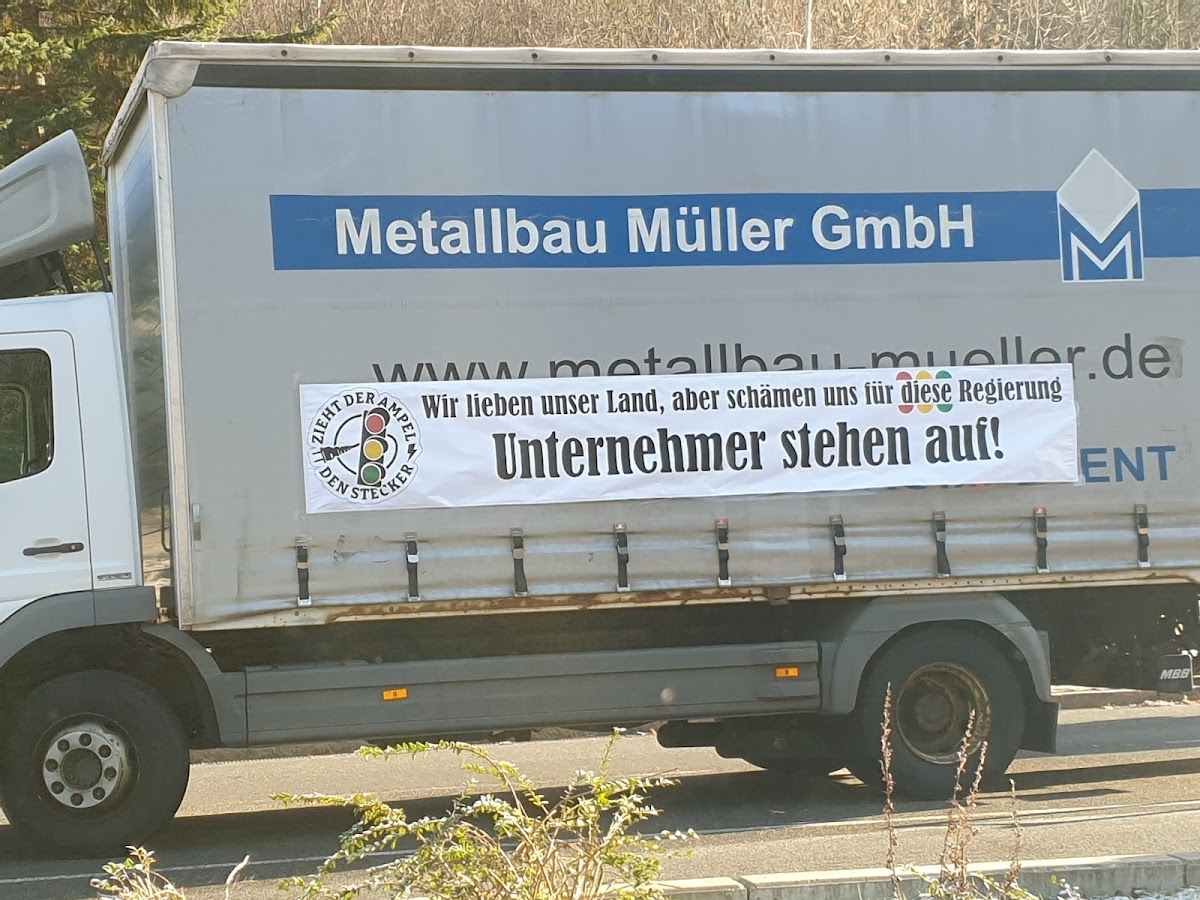 Metallbau Müller GmbH
M
www.metallbau-mueller.de
Wir lieben unser Land, aber schämen uns für diese Regierung
Unternehmer stehen auf!
ZIEHT DER AMPEL
DEN STECKER
ENT
MBB